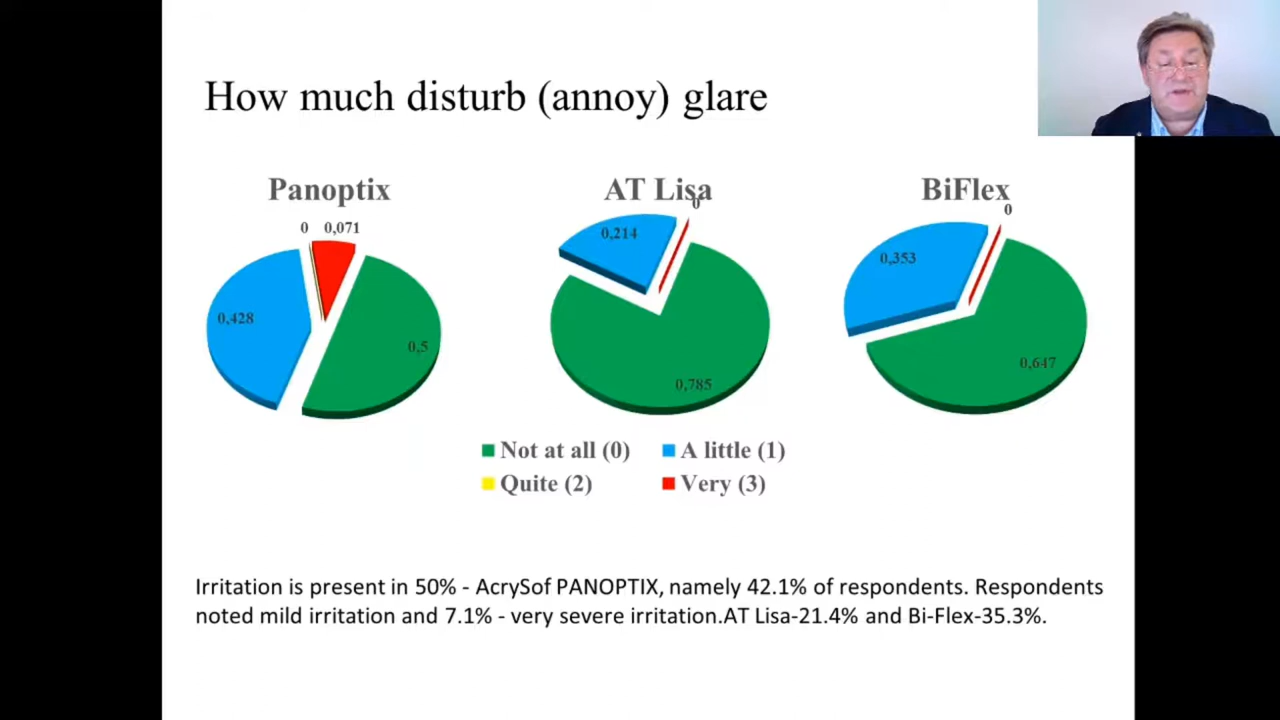 How much disturb (annoy) glare
Panoptix
0 0,071
0,428
0,5
AT Lisa
0
0,214
0,785
BiFlex
0
0,353
0,647
Not at all (0) A little (1)
Quite (2) Very (3)
Irritation is present in 50% - AcrySof PANOPTIX, namely 42.1% of respondents. Respondents
noted mild irritation and 7.1% - very severe irritation.AT Lisa-21.4% and Bi-Flex-35.3%.